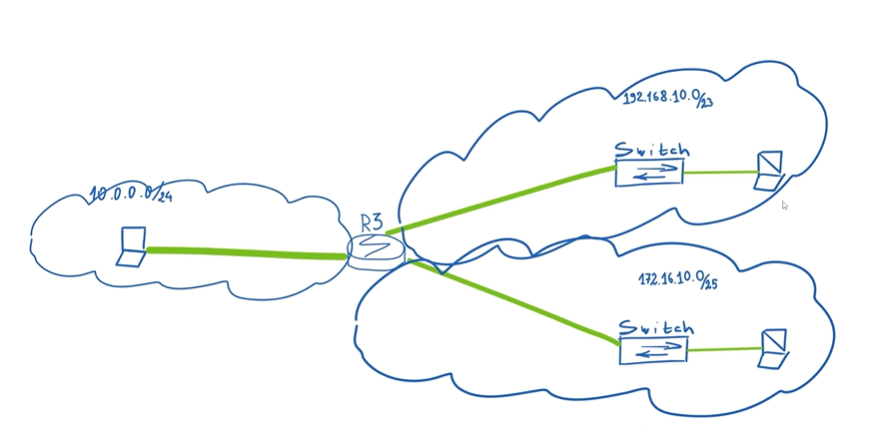 192.168.10.0/23
Switch
10.0.0.0/24
R3
172.16.10.0/25
Switch